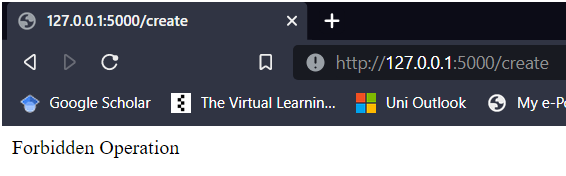 127.0.0.1:5000/create
http://127.0.0.1:5000/create
Google Scholar The Virtual Learnin... Uni Outlook My e-P
Forbidden Operation